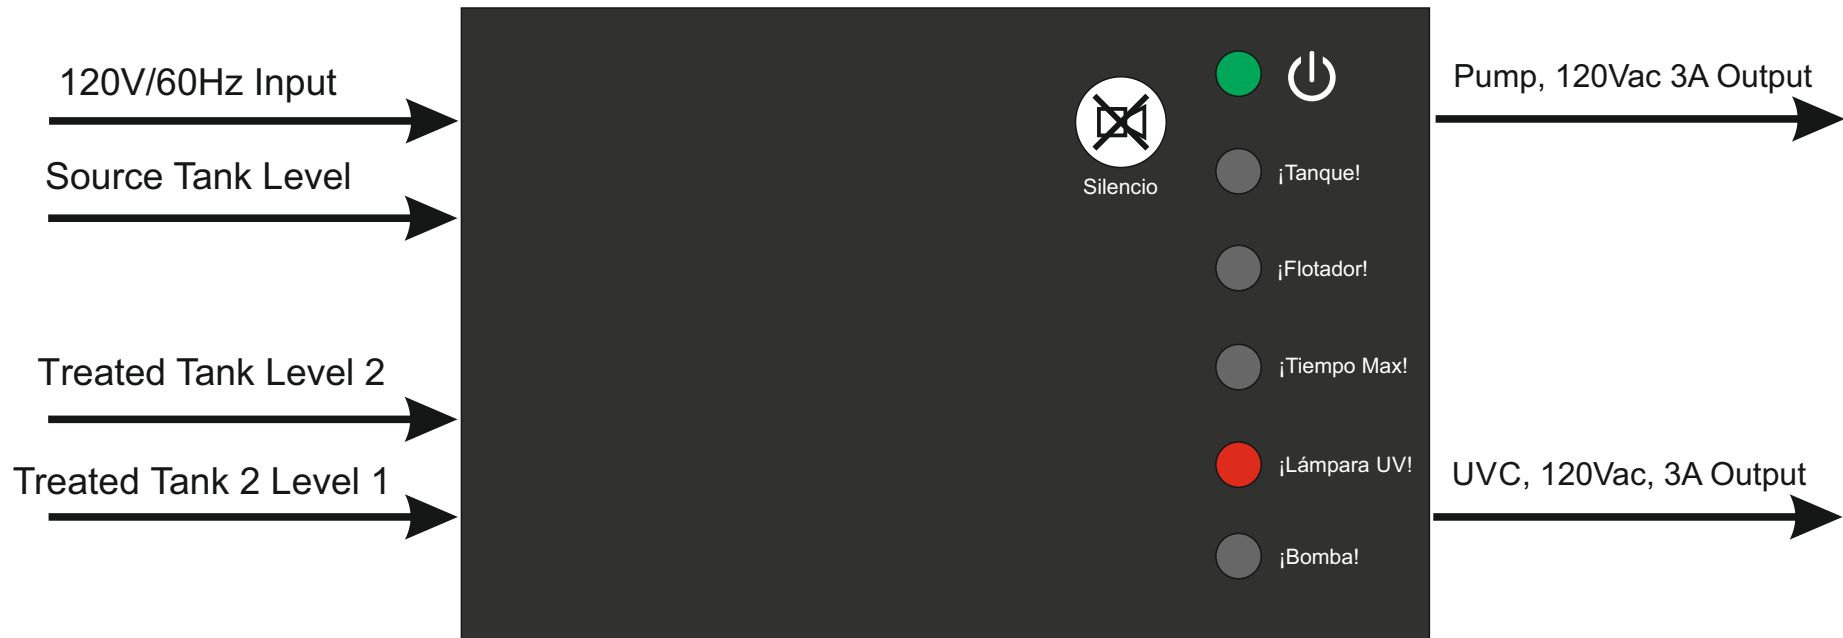 120V/60Hz Input
Source Tank Level
Treated Tank Level 2
Treated Tank 2 Level 1
Silencio
¡Tanque!
¡Flotador!
¡Tiempo Max!
¡Lámpara UV!
¡Bomba!
Pump, 120Vac 3A Output
UVC, 120Vac, 3A Output